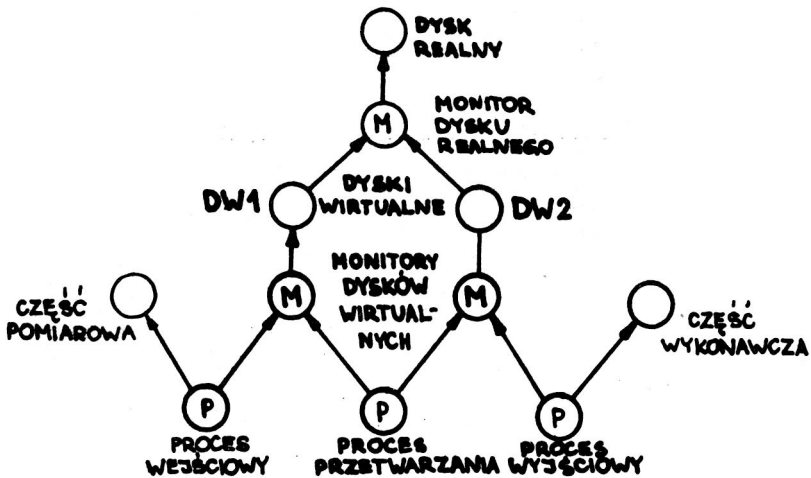 DYSK
REALNY
M
MONITOR
DYSKU
REALNEGO
DW1
DYSKI
WIRTUALNE
DW2
MONITORY
DYSKÓW
WIRTUAL-
NYCH
M
M
CZĘŚĆ
POMIAROWA
CZĘŚĆ
WYKONAWCZA
P
P
P
PROCES
WEJŚCIOWY
PROCES
PRZETWARZANIA
PROCES
WYJŚCIOWY